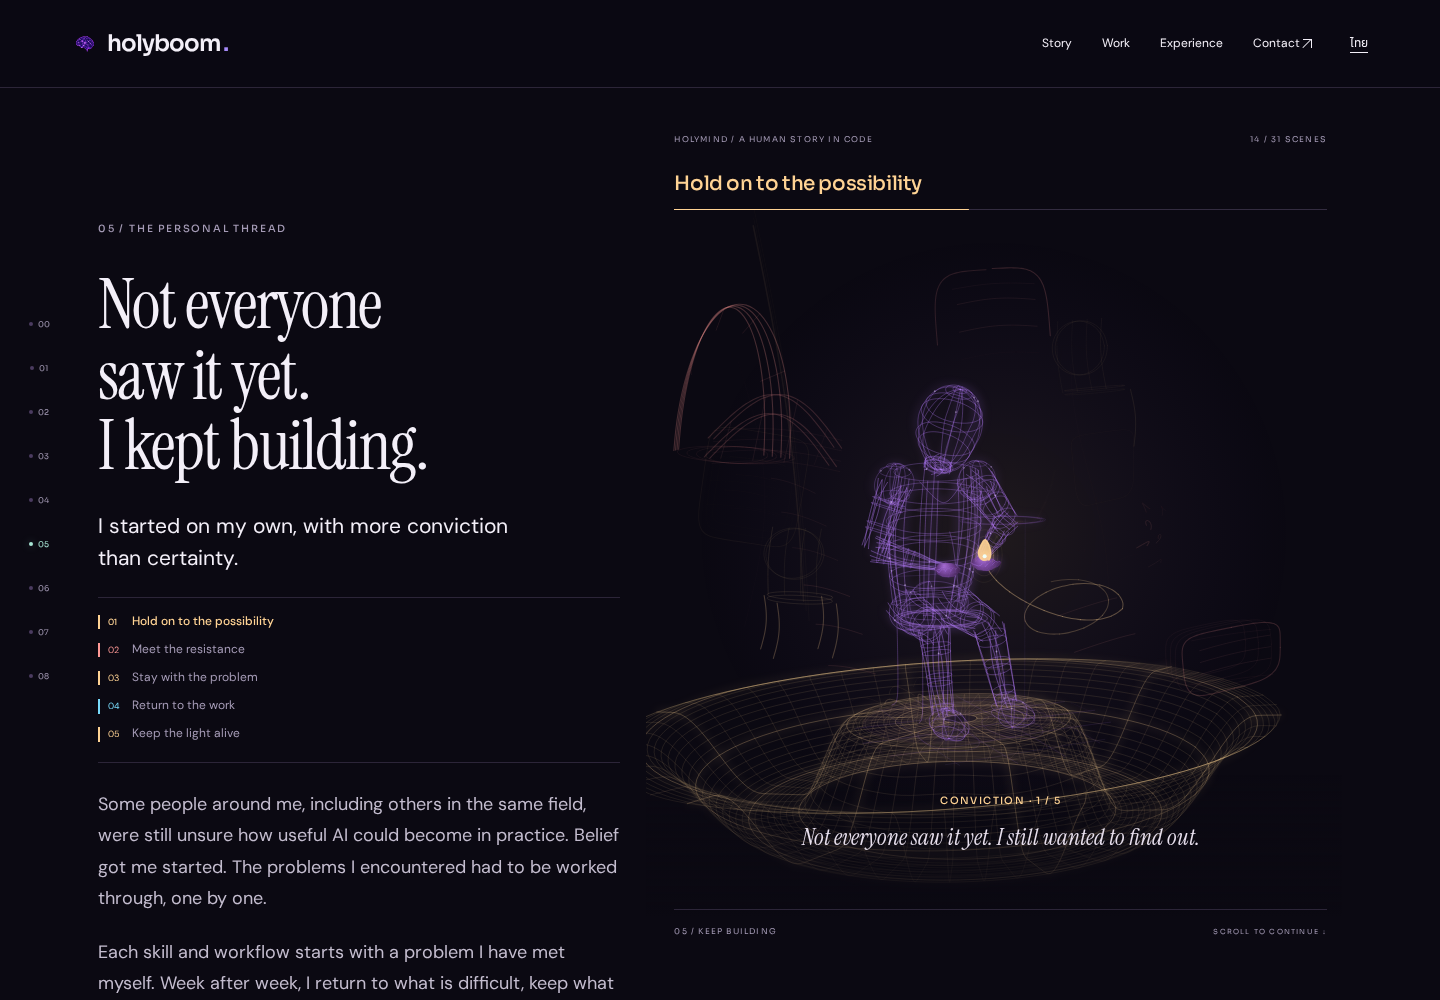 holyboom.
Story
Work
Experience
Contact
ไทย
HOLYMIND / A HUMAN STORY IN CODE
14 / 31 SCENES
Hold on to the possibility
05 / THE PERSONAL THREAD
Not everyone
saw it yet.
I kept building.
00
01
02
03
04
05
06
07
08
I started on my own, with more conviction
than certainty.
01 Hold on to the possibility
02 Meet the resistance
03 Stay with the problem
04 Return to the work
05 Keep the light alive
Some people around me, including others in the same field,
were still unsure how useful AI could become in practice. Belief
got me started. The problems I encountered had to be worked
through, one by one.
Each skill and workflow starts with a problem I have met
myself. Week after week, I return to what is difficult, keep what
CONVICTION · 1 / 5
Not everyone saw it yet. I still wanted to find out.
05 / KEEP BUILDING
SCROLL TO CONTINUE ↓